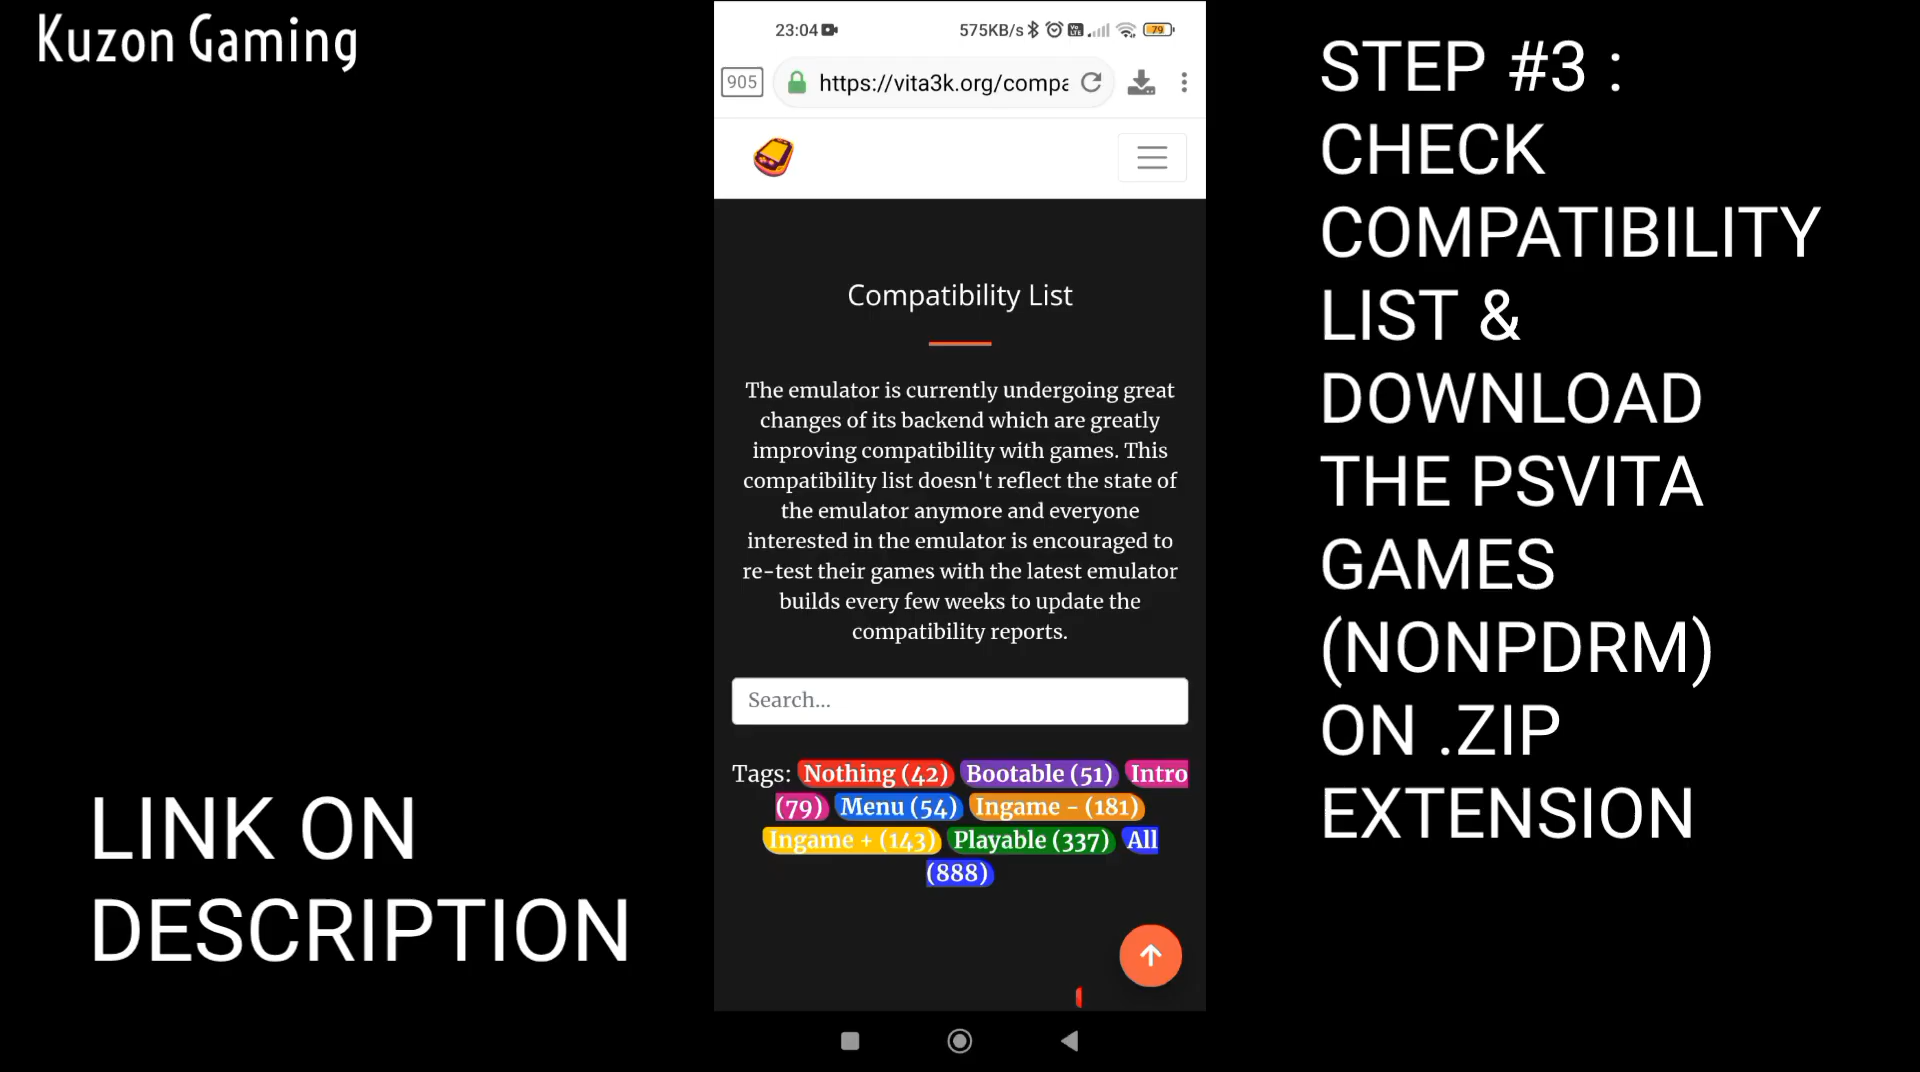 Kuzon Gaming
23:04
575KB/s
79
905
https://vita3k.org/compa
Compatibility List
The emulator is currently undergoing great
changes of its backend which are greatly
improving compatibility with games. This
compatibility list doesn't reflect the state of
the emulator anymore and everyone
interested in the emulator is encouraged to
re-test their games with the latest emulator
builds every few weeks to update the
compatibility reports.
Search...
Tags: Nothing (42) Bootable (51) Intro
(79) Menu (54) Ingame - (181)
Ingame + (143) Playable (337) All
(888)
LINK ON
DESCRIPTION
STEP #3 :
CHECK
COMPATIBILITY
LIST &
DOWNLOAD
THE PSVITA
GAMES
(NONPDRM)
ON .ZIP
EXTENSION